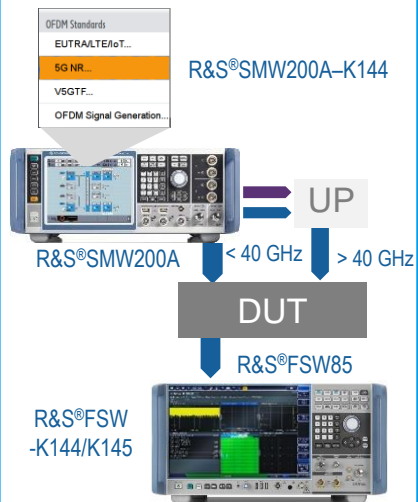 OFDM Standards
EUTRA/LTE/IoT...
5G NR...
V5GTF...
OFDM Signal Generation...
R&S®SMW200A–K144
UP
R&S®SMW200A
< 40 GHz
> 40 GHz
DUT
R&S®FSW85
R&S®FSW
-K144/K145